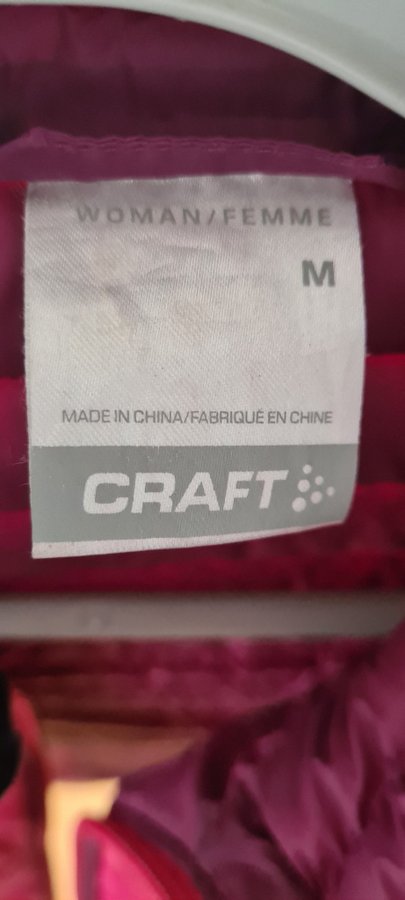 WOMAN/FEMME
M
MADE IN CHINA/FABRIQUÉ EN CHINE
CRAFT